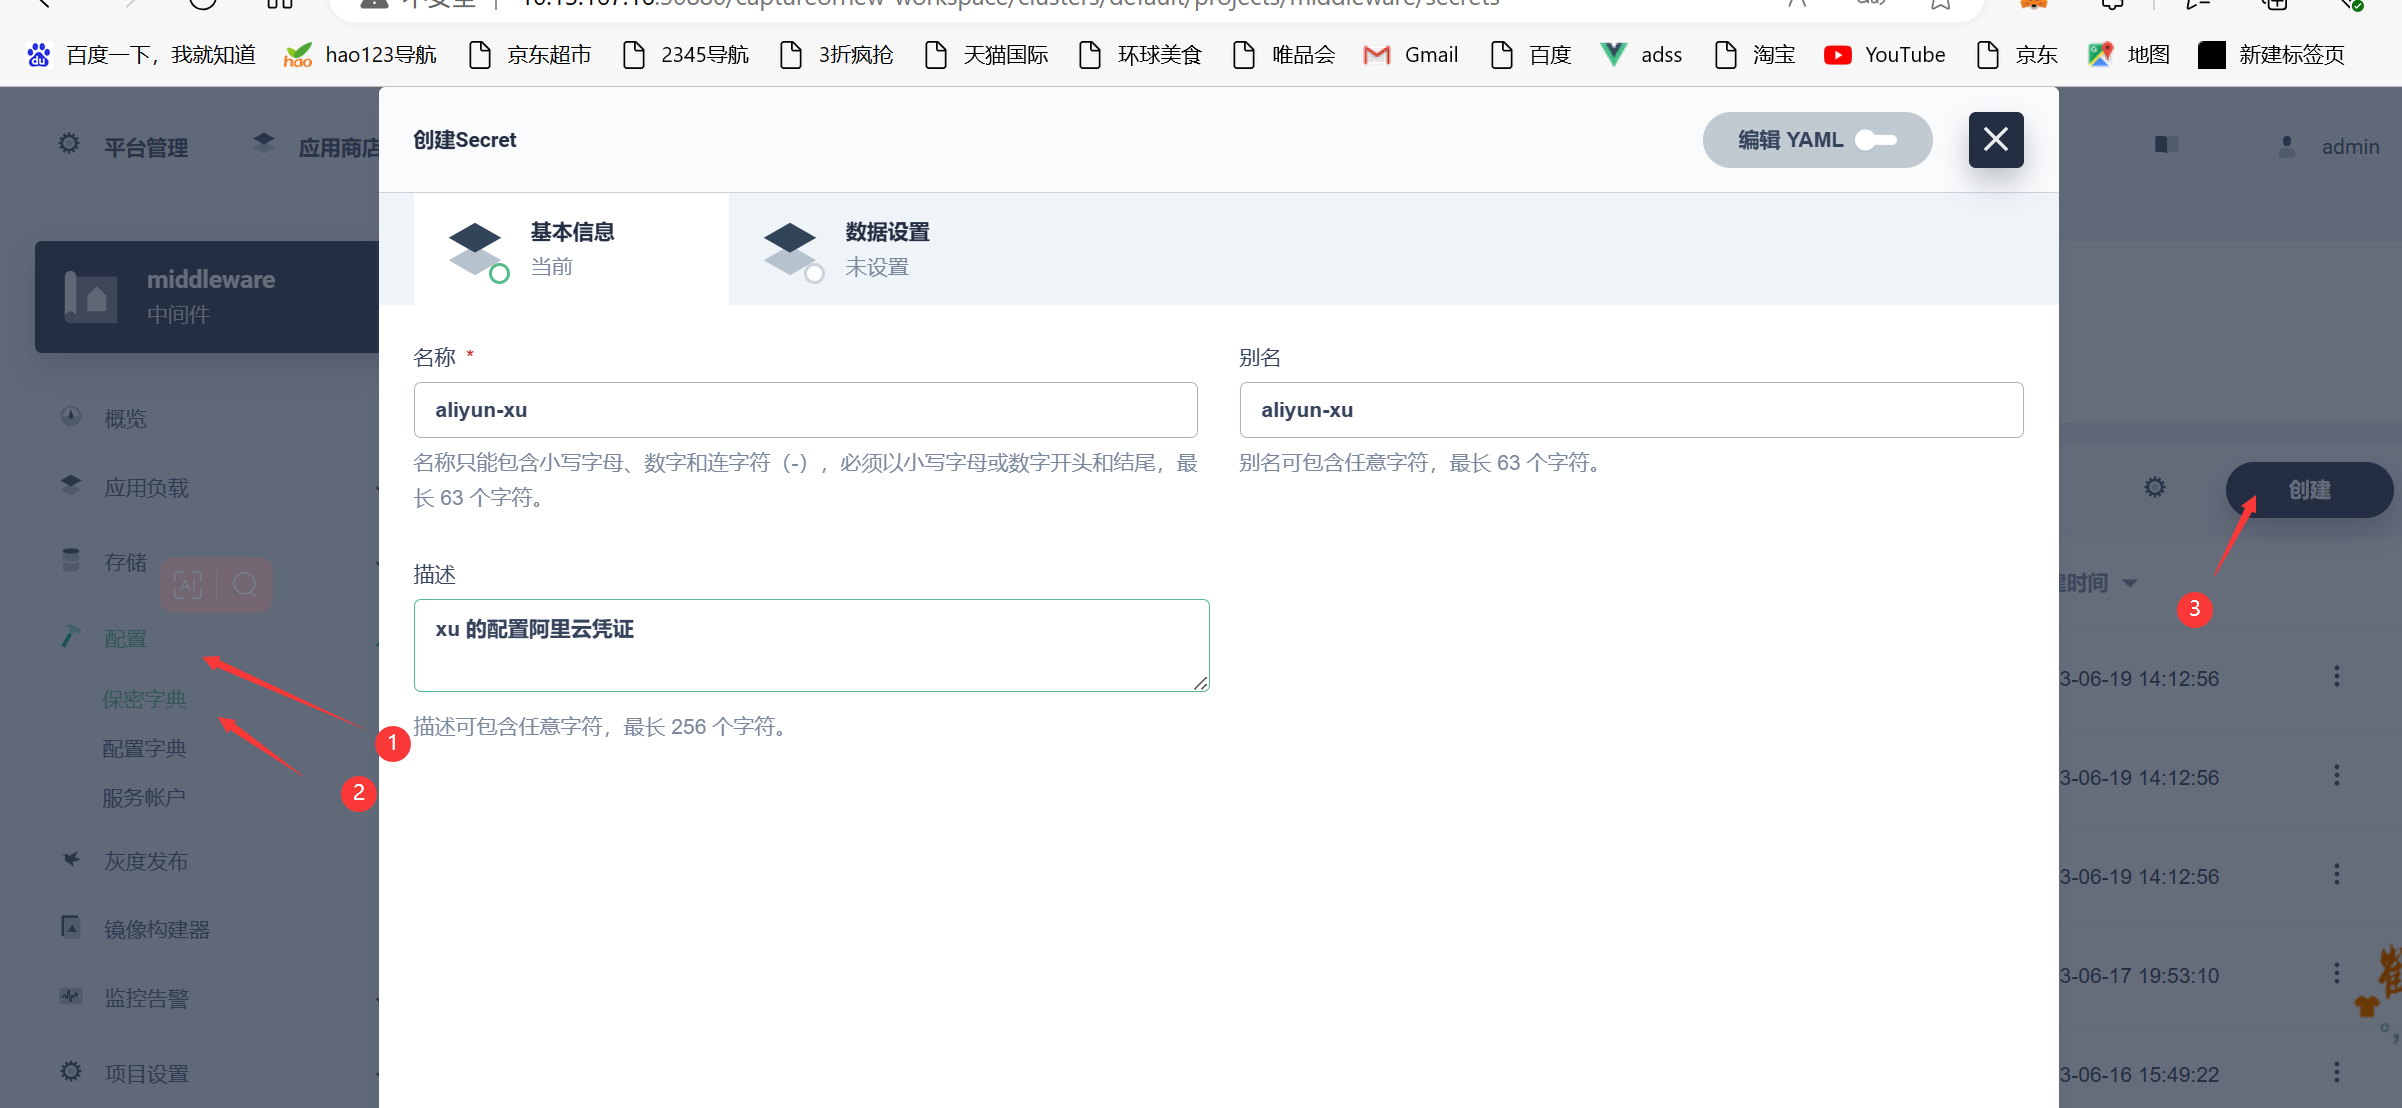 百度一下，我就知道 hao123导航 京东超市 2345导航 3折疯抢 天猫国际 环球美食 唯品会 Gmail 百度 adss 淘宝 YouTube 京东 地图 新建标签页
平台管理 应用商店
创建Secret
编辑 YAML
admin
基本信息
当前
数据设置
未设置
middleware
中间件
名称 *
别名
aliyun-xu
aliyun-xu
名称只能包含小写字母、数字和连字符（-），必须以小写字母或数字开头和结尾，最
长 63 个字符。
别名可包含任意字符，最长 63 个字符。
概览
应用负载
存储
AI
配置
保密字典
配置字典
服务帐户
灰度发布
镜像构建器
监控告警
项目设置
描述
xu 的配置阿里云凭证
描述可包含任意字符，最长 256 个字符。
1
2
创建
3
建时间
3-06-19 14:12:56
3-06-19 14:12:56
3-06-19 14:12:56
3-06-17 19:53:10
3-06-16 15:49:22